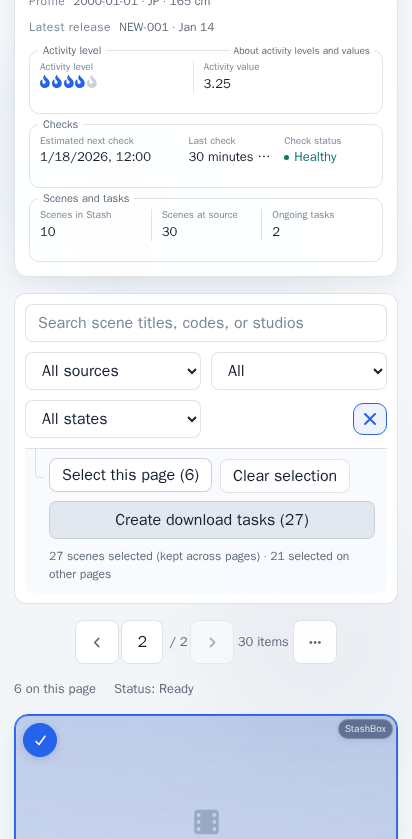 Profile 2000-01-01 · JP · 165 cm
Latest release NEW-001 · Jan 14
Activity level
About activity levels and values
Activity level
Activity value
3.25
Checks
Estimated next check
Last check
Check status
1/18/2026, 12:00
30 minutes ···
Healthy
Scenes and tasks
Scenes in Stash
Scenes at source
Ongoing tasks
10
30
2
Search scene titles, codes, or studios
All sources
All
All states
Select this page (6)
Clear selection
Create download tasks (27)
27 scenes selected (kept across pages) · 21 selected on
other pages
2 / 2
30 items
6 on this page
Status: Ready
StashBox